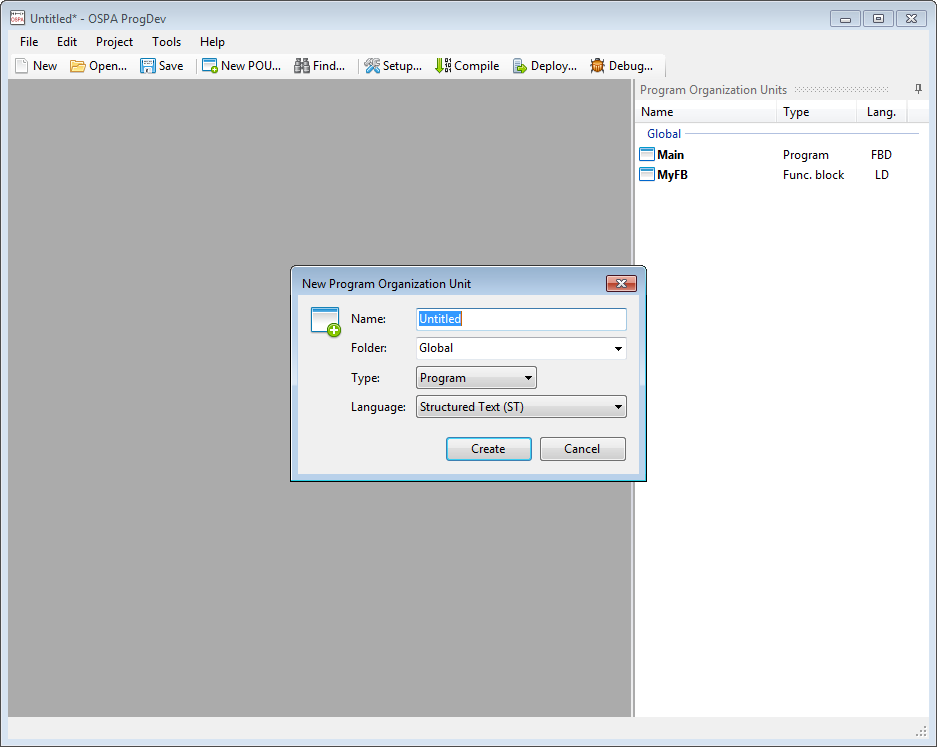 Untitled* - OSPA ProgDev
File Edit Project Tools Help
New Open... Save New POU... Find... Setup... Compile Deploy... Debug...
Program Organization Units
Name Type Lang.
Global
Main Program FBD
MyFB Func. block LD
New Program Organization Unit
Name: Untitled
Folder: Global
Type: Program
Language: Structured Text (ST)
Create Cancel